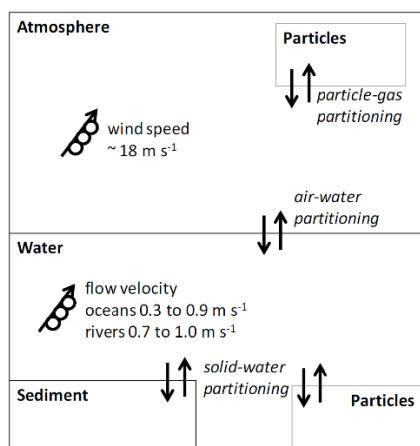 Atmosphere
Particles
particle-gas
partitioning
wind speed
~ 18 m s⁻¹
air-water
partitioning
Water
flow velocity
oceans 0.3 to 0.9 m s⁻¹
rivers 0.7 to 1.0 m s⁻¹
solid-water
partitioning
Sediment
Particles